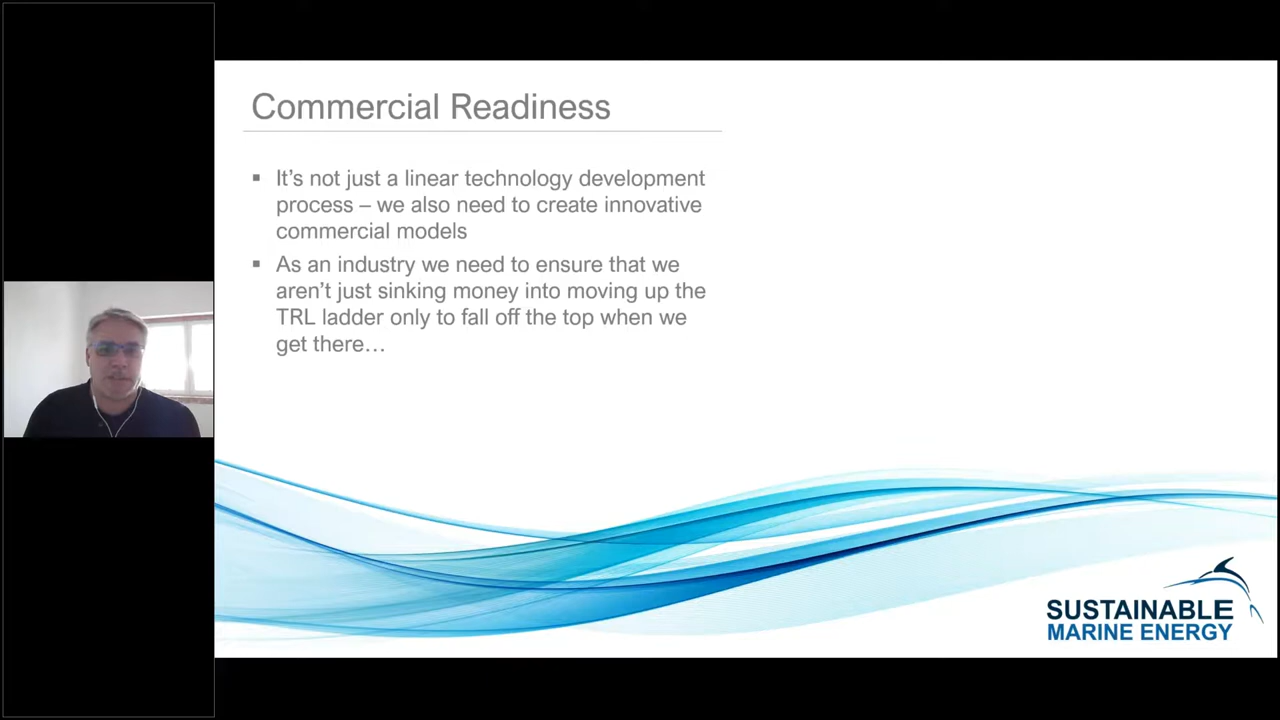 Commercial Readiness
▪ It’s not just a linear technology development
process – we also need to create innovative
commercial models
▪ As an industry we need to ensure that we
aren’t just sinking money into moving up the
TRL ladder only to fall off the top when we
get there…
SUSTAINABLE
MARINE ENERGY